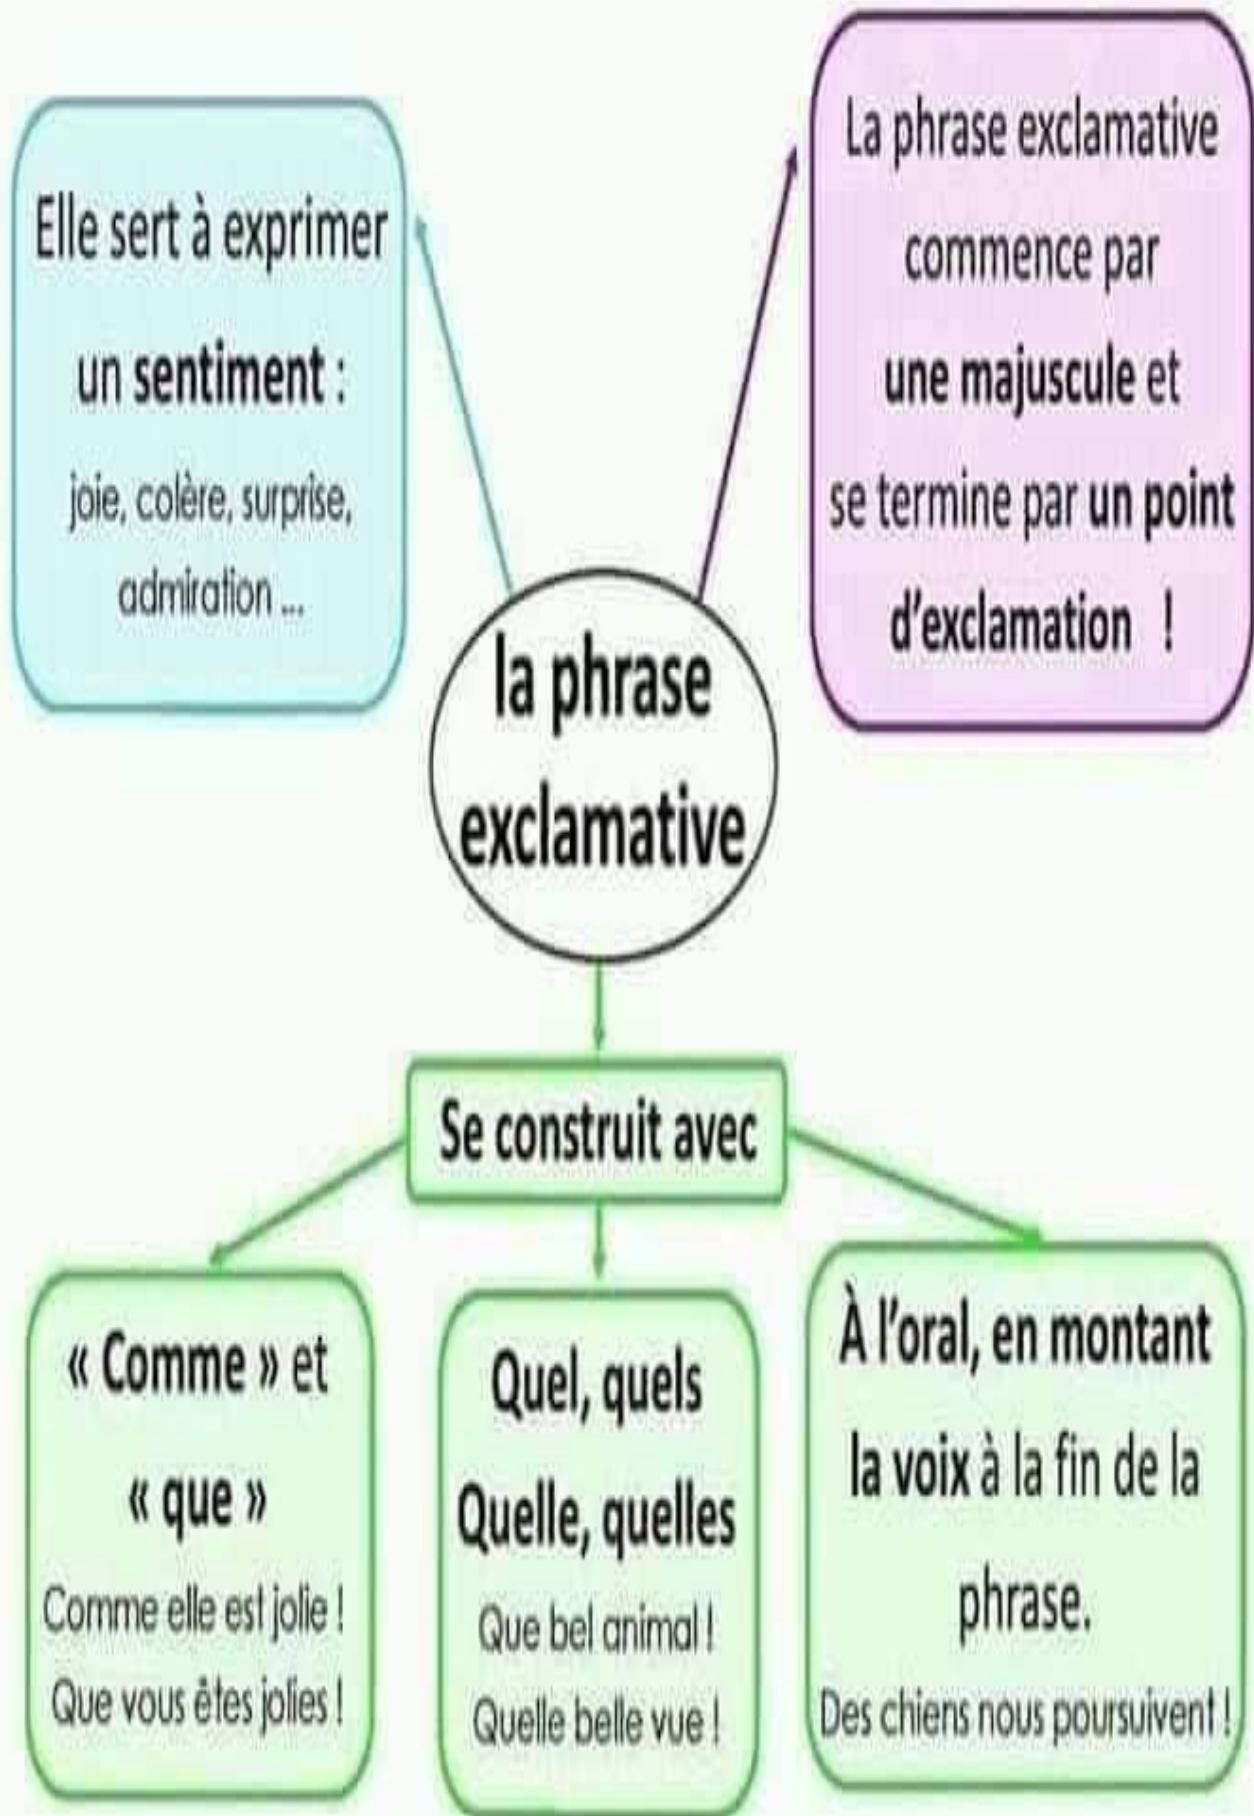 Elle sert à exprimer
un sentiment :
joie, colère, surprise,
admiration ...
La phrase exclamative
commence par
une majuscule et
se termine par un point
d'exclamation !
la phrase
exclamative
Se construit avec
« Comme » et
« que »
Comme elle est jolie !
Que vous êtes jolies !
Quel, quels
Quelle, quelles
Que bel animal !
Quelle belle vue !
À l'oral, en montant
la voix à la fin de la
phrase.
Des chiens nous poursuivent !